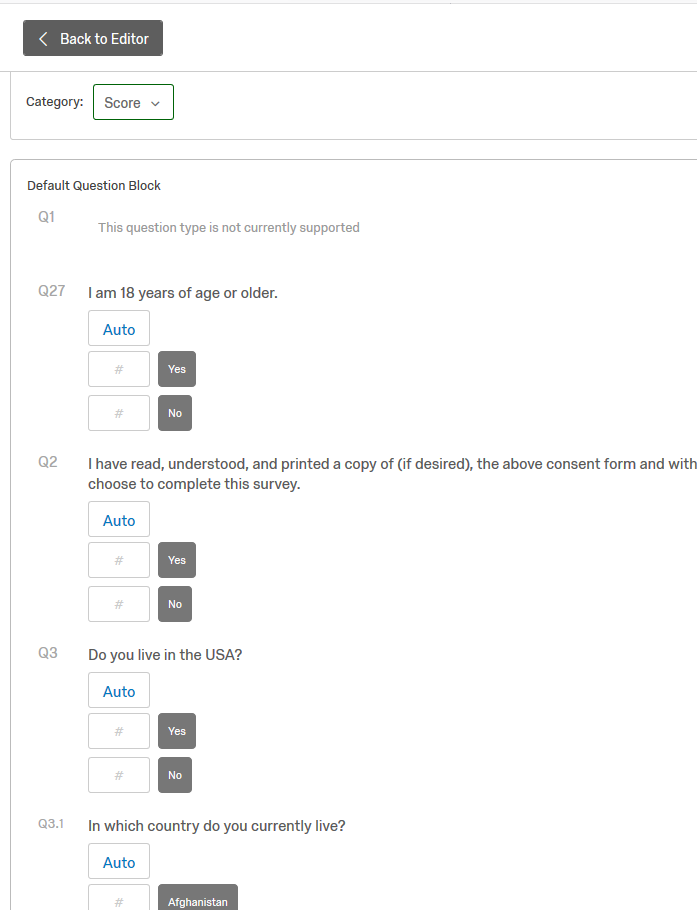 Back to Editor
Category: Score
Default Question Block
Q1
This question type is not currently supported
Q27 I am 18 years of age or older.
Auto
# Yes
# No
Q2 I have read, understood, and printed a copy of (if desired), the above consent form and with
choose to complete this survey.
Auto
# Yes
# No
Q3 Do you live in the USA?
Auto
# Yes
# No
Q3.1 In which country do you currently live?
Auto
# Afghanistan